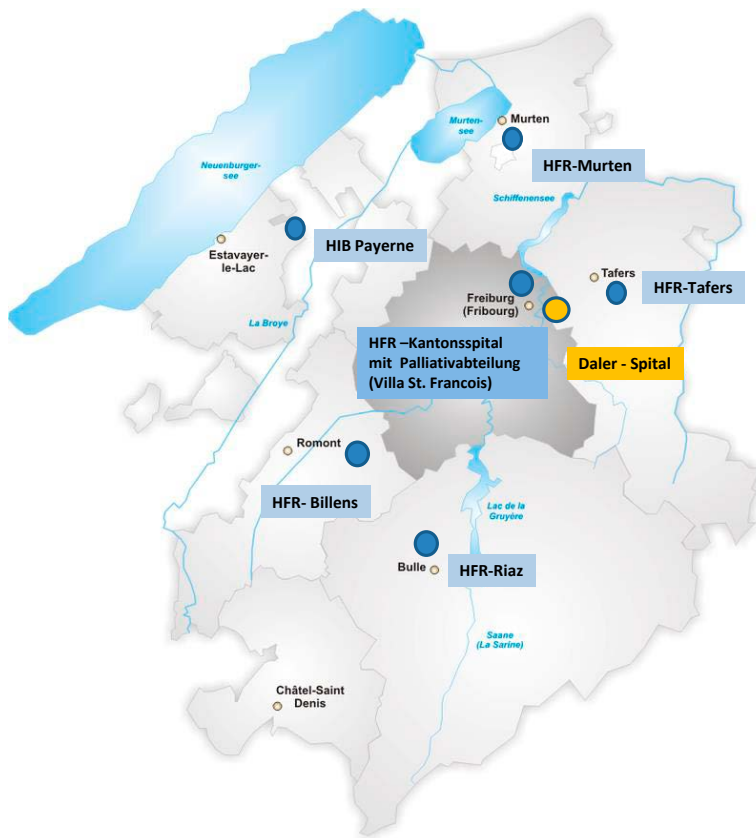 Murten-
see
Murten
HFR-Murten
Neuenburger-
see
Schiffenensee
Estavayer-
le-Lac
HIB Payerne
Tafers
HFR-Tafers
Freiburg
(Fribourg)
La Broye
HFR –Kantonsspital
mit Palliativabteilung
(Villa St. Francois)
Daler - Spital
Romont
HFR- Billens
Lac de la
Gruyère
Bulle
HFR-Riaz
Saane
(La Sarine)
Châtel-Saint
Denis